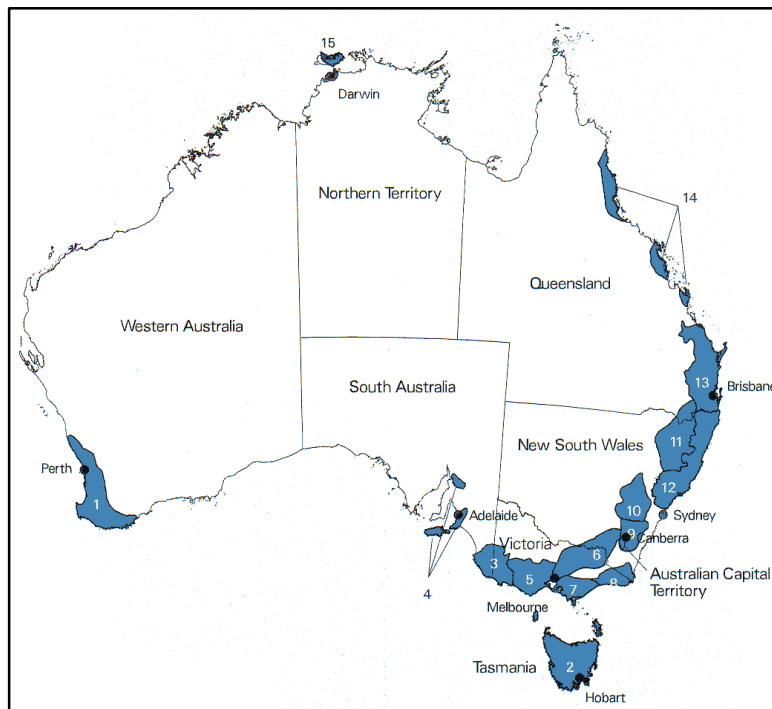 15
Darwin
Northern Territory
14
Queensland
Western Australia
South Australia
13
Brisbane
New South Wales
11
Perth
12
1
10
Adelaide
Sydney
9
Canberra
Victoria
6
3
5
7
8
Australian Capital
Territory
4
Melbourne
Tasmania
2
Hobart